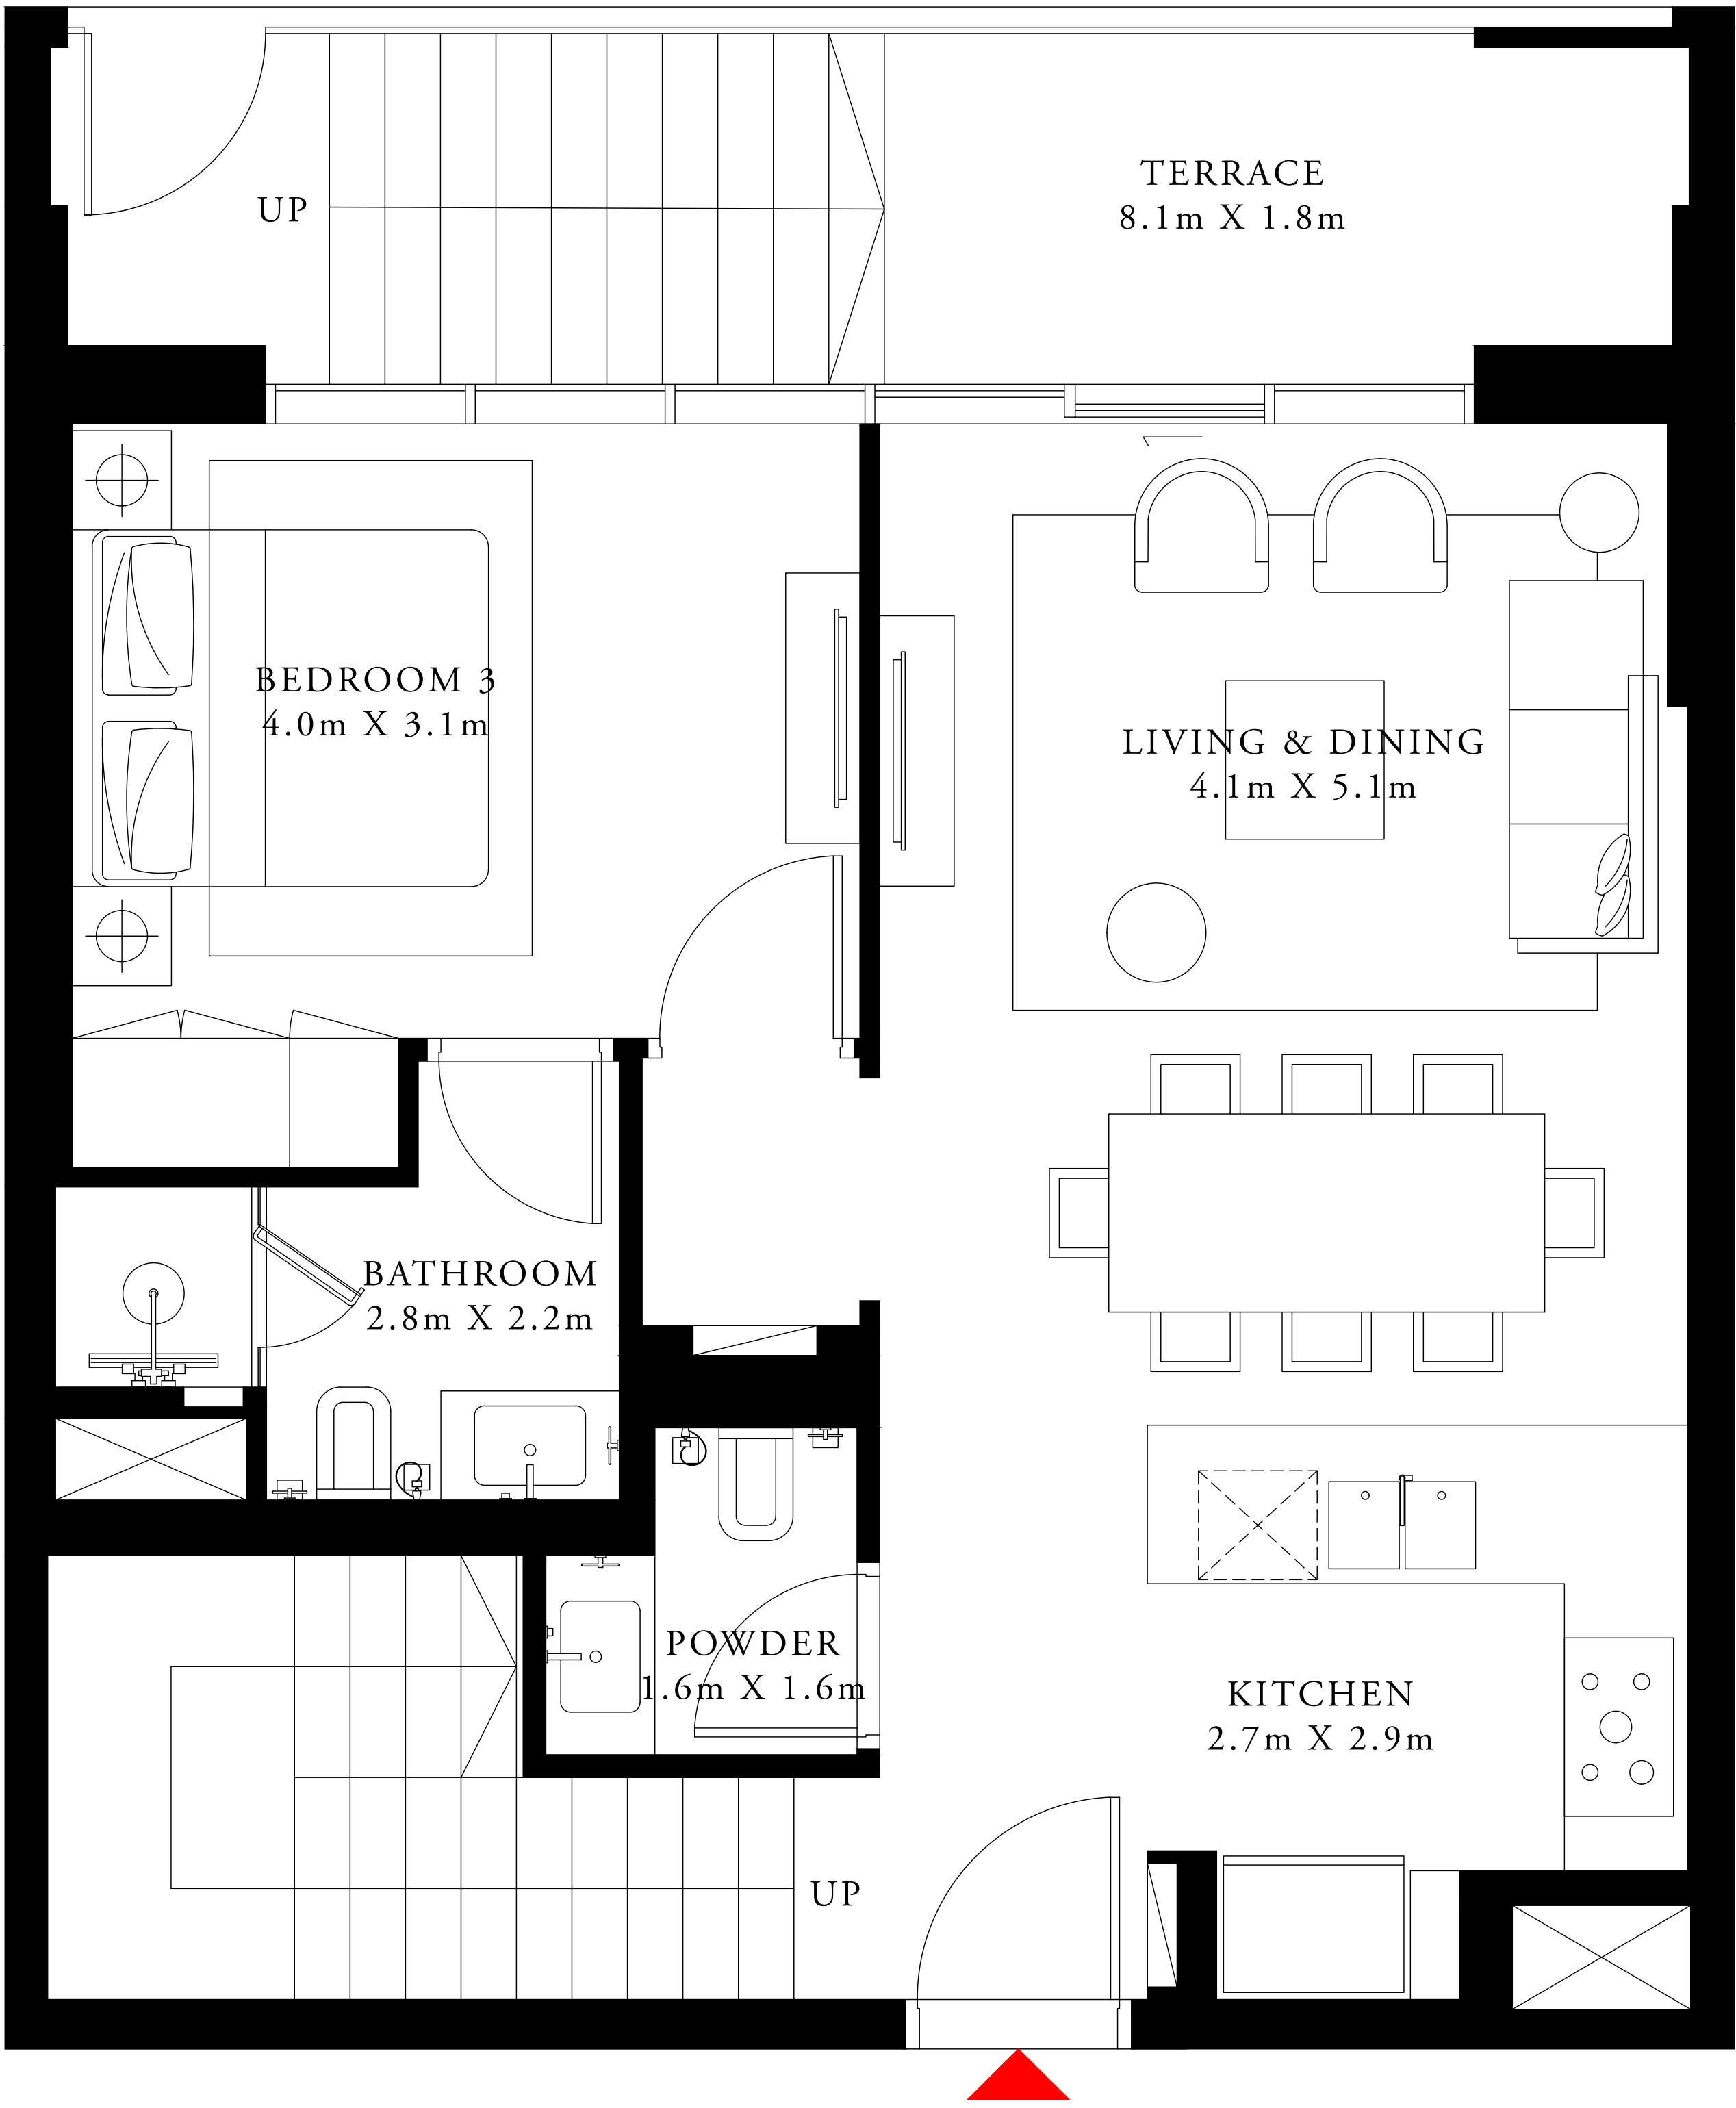 TERRACE
8.1m X 1.8m
UP
BEDROOM 3
4.0m X 3.1m
LIVING & DINING
4.1m X 5.1m
BATHROOM
2.8m X 2.2m
POWDER
1.6m X 1.6m
KITCHEN
2.7m X 2.9m
UP